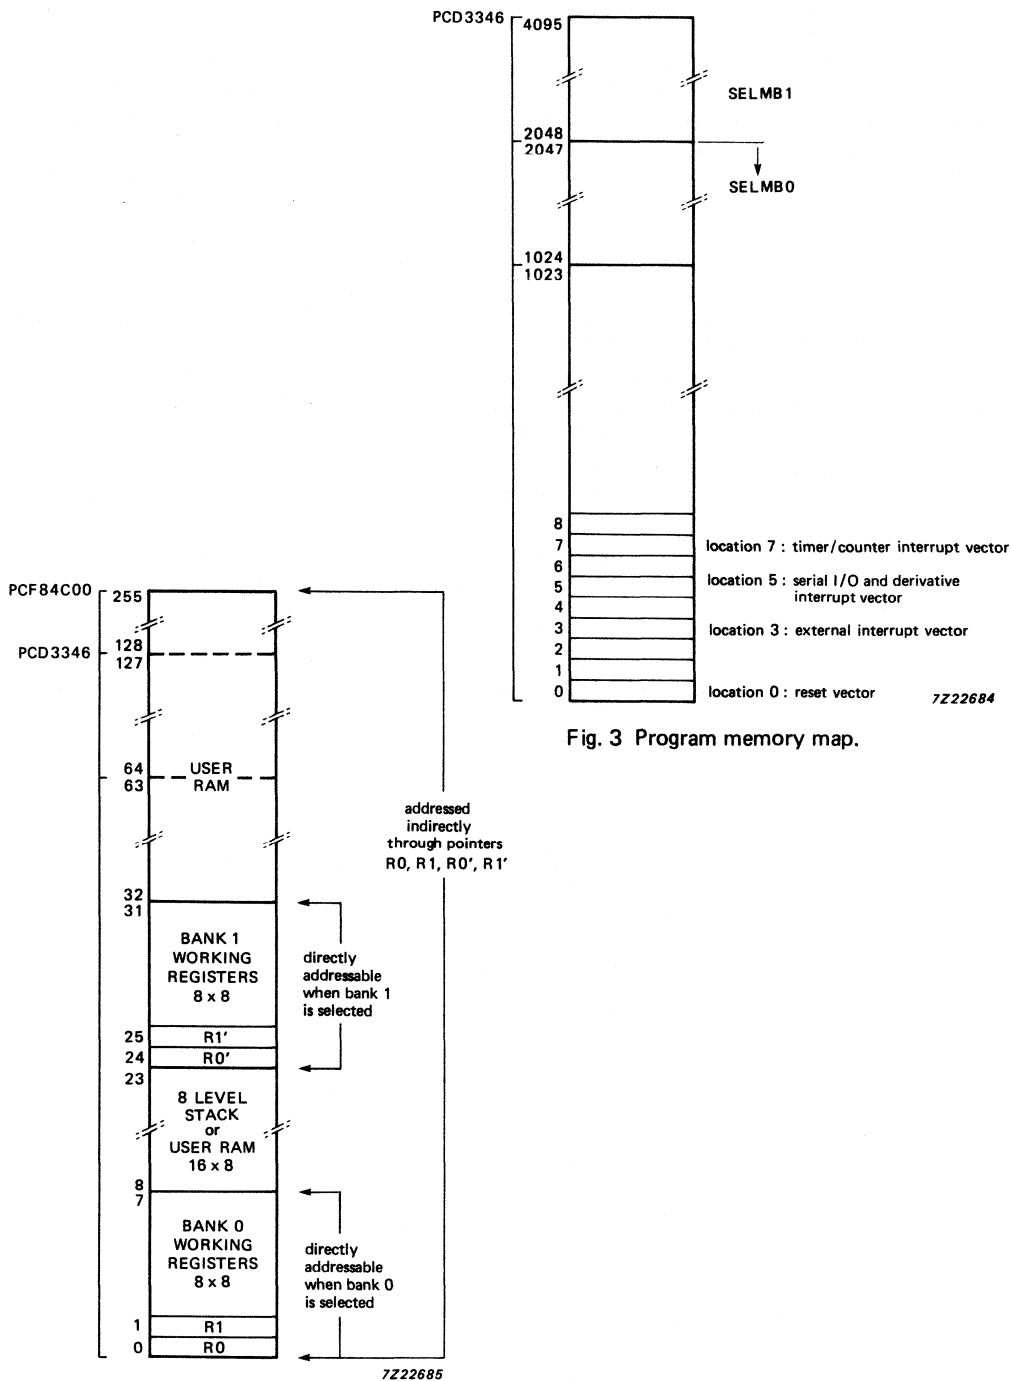 PCD3346
4095
SELMB1
2048
2047
SELMB0
1024
1023
8
7
location 7 : timer/counter interrupt vector
6
5
location 5 : serial I/O and derivative
interrupt vector
4
3
location 3 : external interrupt vector
2
1
0
location 0 : reset vector
7Z22684
Fig. 3 Program memory map.
PCF84C00
255
PCD3346
128
127
64
63
USER
RAM
addressed
indirectly
through pointers
R0, R1, R0', R1'
32
31
BANK 1
WORKING
REGISTERS
8 x 8
directly
addressable
when bank 1
is selected
25
R1'
24
R0'
23
8 LEVEL
STACK
or
USER RAM
16 x 8
8
7
BANK 0
WORKING
REGISTERS
8 x 8
directly
addressable
when bank 0
is selected
1
R1
0
R0
7Z22685